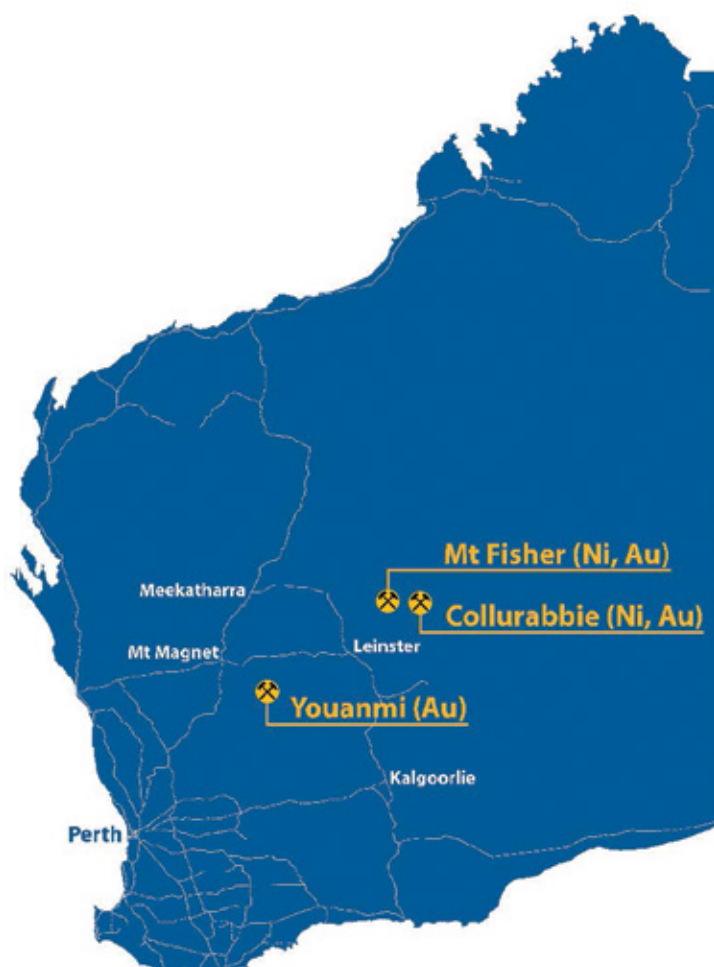 Mt Fisher (Ni, Au)
Meekatharra
Collurabbie (Ni, Au)
Mt Magnet
Leinster
Youanmi (Au)
Kalgoorlie
Perth